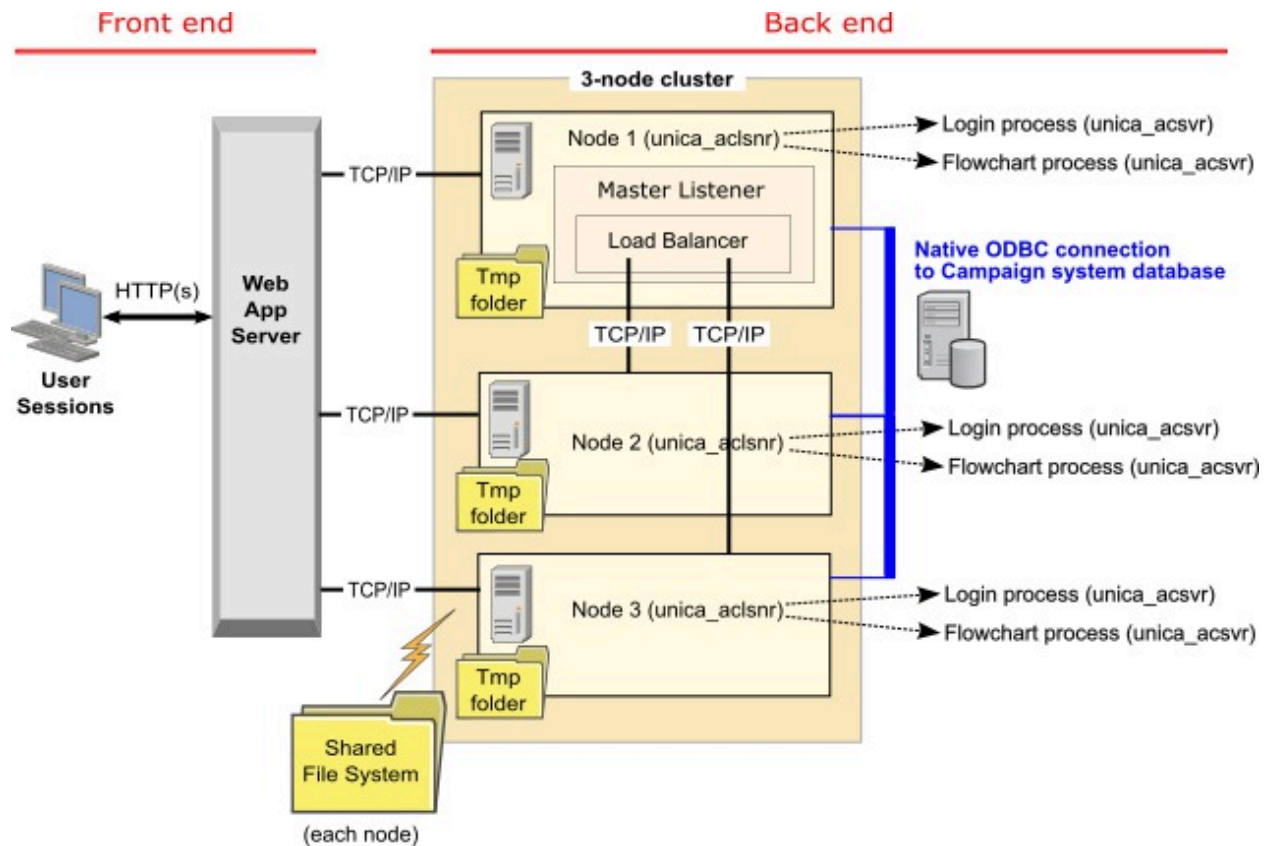 Front end
Back end
3-node cluster
Node 1 (unica_aclsnr)
Login process (unica_acsvr)
Flowchart process (unica_acsvr)
TCP/IP
Master Listener
Load Balancer
Tmp
folder
Native ODBC connection
to Campaign system database
HTTP(s)
Web
App
Server
User
Sessions
TCP/IP
TCP/IP
TCP/IP
Node 2 (unica_aclsnr)
Login process (unica_acsvr)
Flowchart process (unica_acsvr)
Tmp
folder
TCP/IP
Node 3 (unica_aclsnr)
Login process (unica_acsvr)
Flowchart process (unica_acsvr)
Tmp
folder
Shared
File System
(each node)